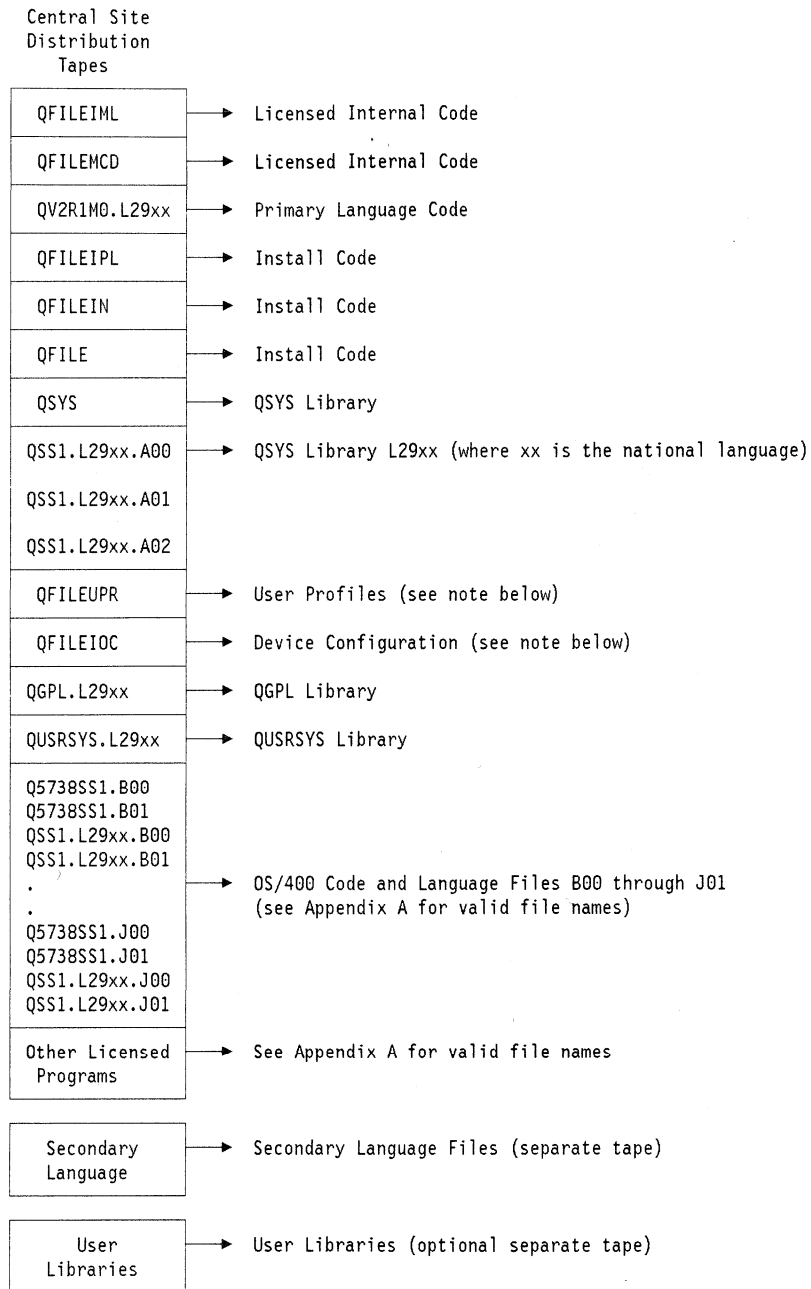 Central Site
Distribution
Tapes
QFILEIML Licensed Internal Code
QFILEMCD Licensed Internal Code
QV2R1M0.L29xx Primary Language Code
QFILEIPL Install Code
QFILEIN Install Code
QFILE Install Code
QSYS QSYS Library
QSS1.L29xx.A00 QSYS Library L29xx (where xx is the national language)
QSS1.L29xx.A01
QSS1.L29xx.A02
QFILEUPR User Profiles (see note below)
QFILEIOC Device Configuration (see note below)
QGPL.L29xx QGPL Library
QUSRSYS.L29xx QUSRSYS Library
Q5738SS1.B00
Q5738SS1.B01
QSS1.L29xx.B00
QSS1.L29xx.B01
. OS/400 Code and Language Files B00 through J01
. (see Appendix A for valid file names)
Q5738SS1.J00
Q5738SS1.J01
QSS1.L29xx.J00
QSS1.L29xx.J01
Other Licensed See Appendix A for valid file names
Programs
Secondary Secondary Language Files (separate tape)
Language
User User Libraries (optional separate tape)
Libraries